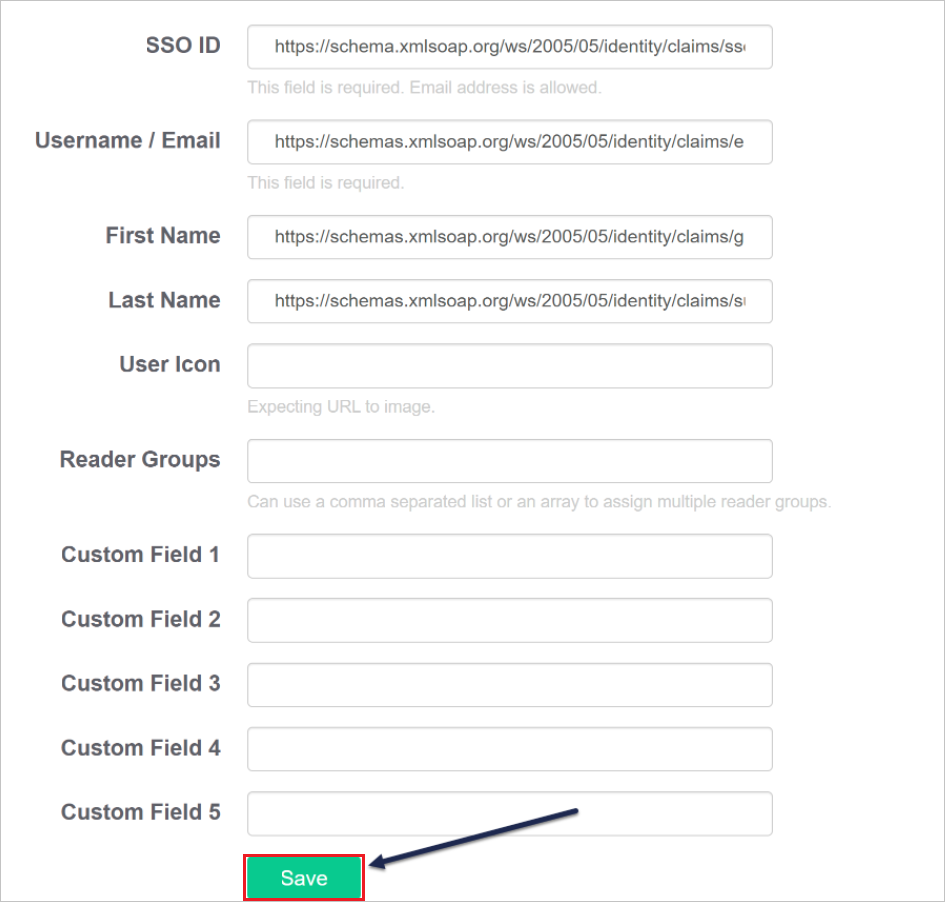 SSO ID
https://schema.xmlsoap.org/ws/2005/05/identity/claims/sso
This field is required. Email address is allowed.
Username / Email
https://schemas.xmlsoap.org/ws/2005/05/identity/claims/e
This field is required.
First Name
https://schemas.xmlsoap.org/ws/2005/05/identity/claims/g
Last Name
https://schemas.xmlsoap.org/ws/2005/05/identity/claims/su
User Icon
Expecting URL to image.
Reader Groups
Can use a comma separated list or an array to assign multiple reader groups.
Custom Field 1
Custom Field 2
Custom Field 3
Custom Field 4
Custom Field 5
Save